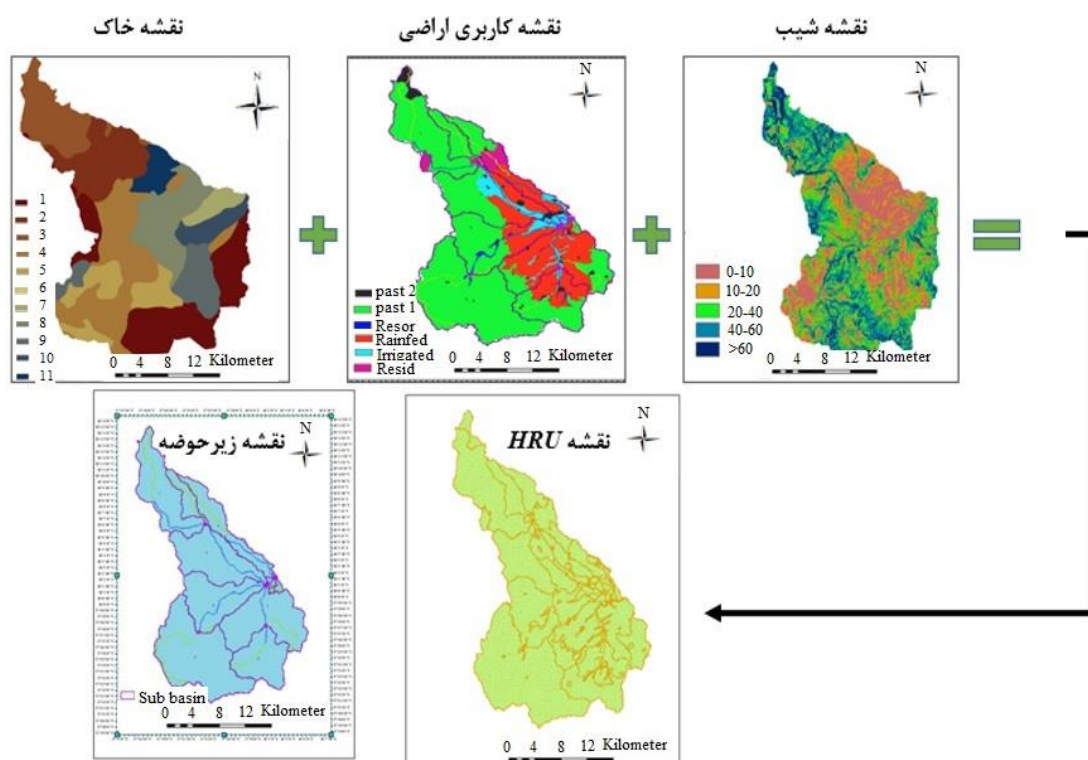 نقشه خاک
نقشه کاربری اراضی
نقشه شیب
N
1
2
3
4
5
6
7
8
9
10
11
0 4 8 12 Kilometer
N
past 2
past 1
Resor
Rainfed
Irrigated
Resid
0 4 8 12 Kilometer
N
0-10
10-20
20-40
40-60
>60
0 4 8 12 Kilometer
نقشه زیرحوضه
N
Sub basin
0 4 8 12 Kilometer
نقشه HRU
N
0 4 8 12 Kilometer